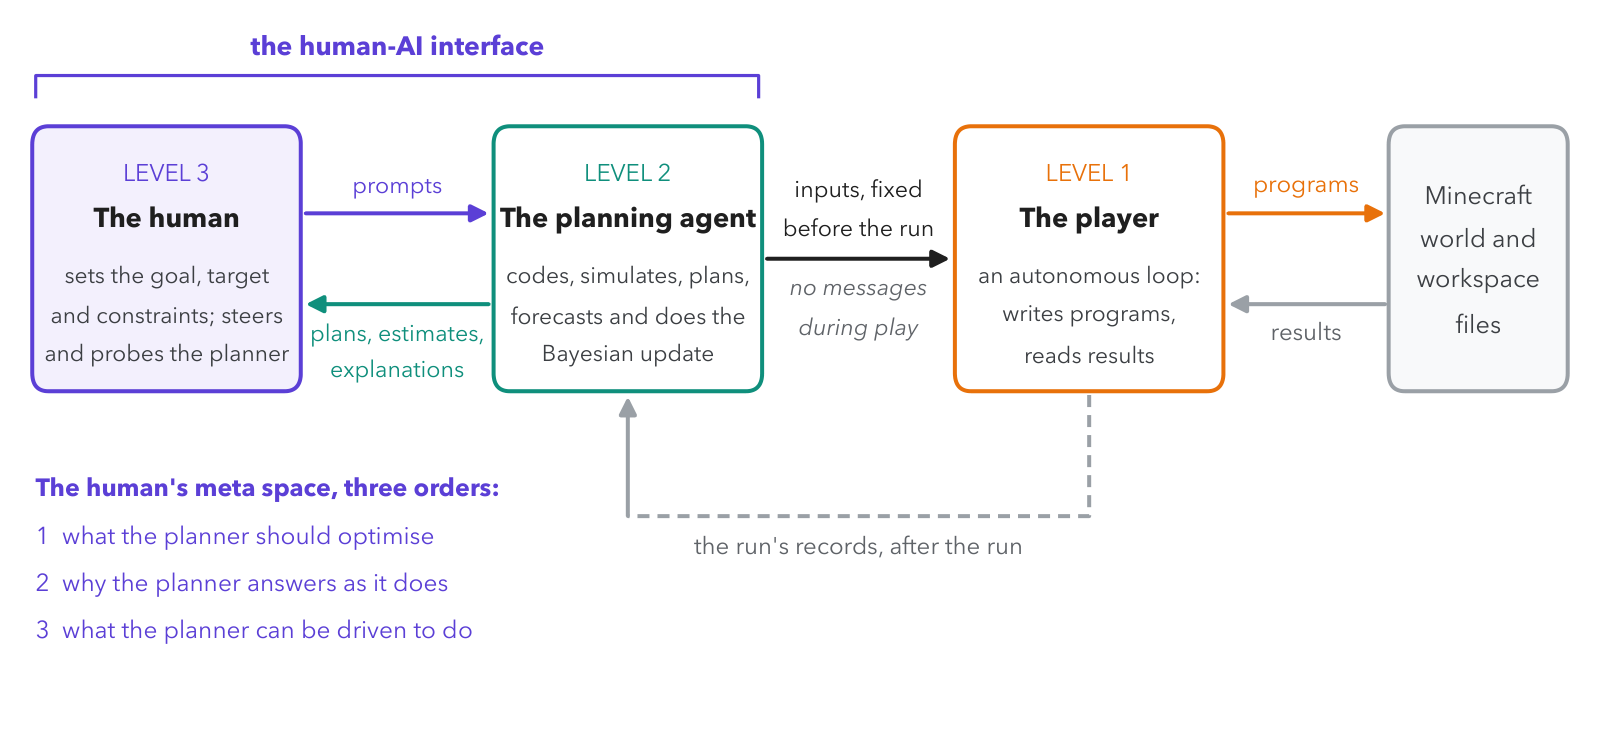 the human-AI interface
LEVEL 3
The human
sets the goal, target
and constraints; steers
and probes the planner
prompts
plans, estimates,
explanations
LEVEL 2
The planning agent
codes, simulates, plans,
forecasts and does the
Bayesian update
inputs, fixed
before the run
no messages
during play
LEVEL 1
The player
an autonomous loop:
writes programs,
reads results
programs
results
Minecraft
world and
workspace
files
the run's records, after the run
The human's meta space, three orders:
1 what the planner should optimise
2 why the planner answers as it does
3 what the planner can be driven to do